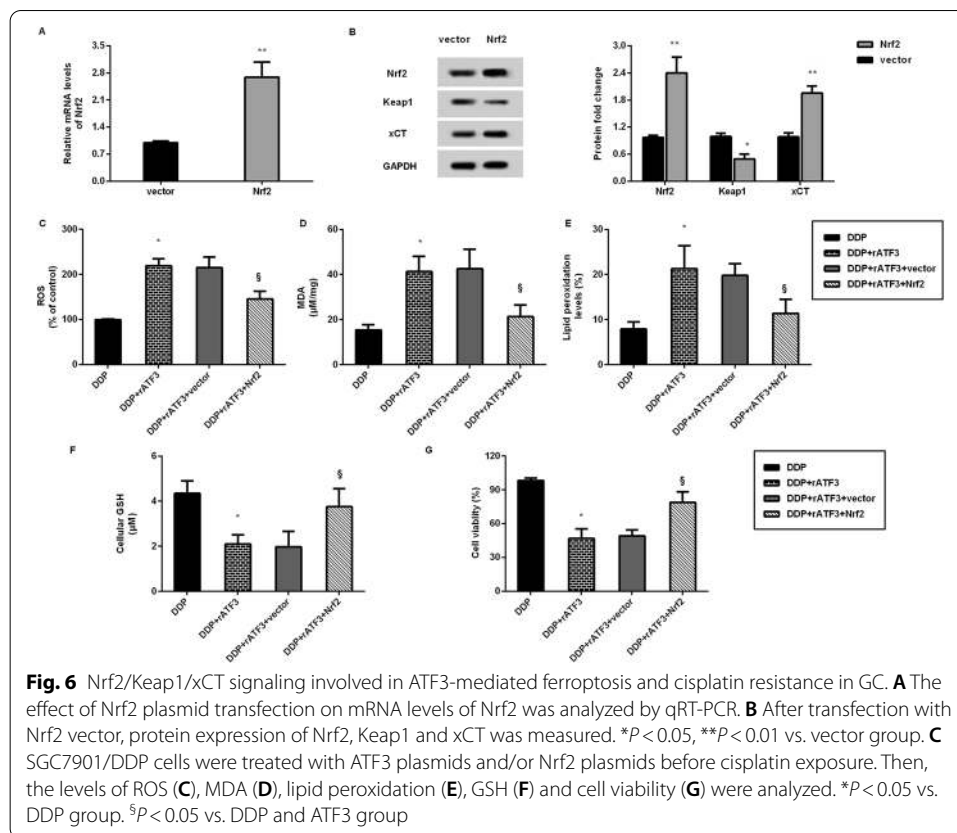 A
Relative mRNA levels
of Nrf2
3.5
2.8
2.1
1.4
0.7
0.0
**
vector
Nrf2
B
vector Nrf2
Nrf2
Keap1
xCT
GAPDH
Protein fold change
3.0
2.4
1.8
1.2
0.6
0.0
**
*
**
Nrf2
Keap1
xCT
Nrf2
vector
C
ROS
(% of control)
300
200
100
0
*
§
DDP
DDP+rATF3
DDP+rATF3+vector
DDP+rATF3+Nrf2
D
MDA
(μM/mg)
60
40
20
0
*
§
DDP
DDP+rATF3
DDP+rATF3+vector
DDP+rATF3+Nrf2
E
Lipid peroxidation
levels (%)
30
20
10
0
*
§
DDP
DDP+rATF3
DDP+rATF3+vector
DDP+rATF3+Nrf2
DDP
DDP+rATF3
DDP+rATF3+vector
DDP+rATF3+Nrf2
F
Cellular GSH
(μM)
6
4
2
0
*
§
DDP
DDP+rATF3
DDP+rATF3+vector
DDP+rATF3+Nrf2
G
Cell viablity (%)
120
90
60
30
0
*
§
DDP
DDP+rATF3
DDP+rATF3+vector
DDP+rATF3+Nrf2
DDP
DDP+rATF3
DDP+rATF3+vector
DDP+rATF3+Nrf2
Fig. 6 Nrf2/Keap1/xCT signaling involved in ATF3-mediated ferroptosis and cisplatin resistance in GC. A The
effect of Nrf2 plasmid transfection on mRNA levels of Nrf2 was analyzed by qRT-PCR. B After transfection with
Nrf2 vector, protein expression of Nrf2, Keap1 and xCT was measured. *P < 0.05, **P < 0.01 vs. vector group. C
SGC7901/DDP cells were treated with ATF3 plasmids and/or Nrf2 plasmids before cisplatin exposure. Then,
the levels of ROS (C), MDA (D), lipid peroxidation (E), GSH (F) and cell viability (G) were analyzed. *P < 0.05 vs.
DDP group. §P < 0.05 vs. DDP and ATF3 group